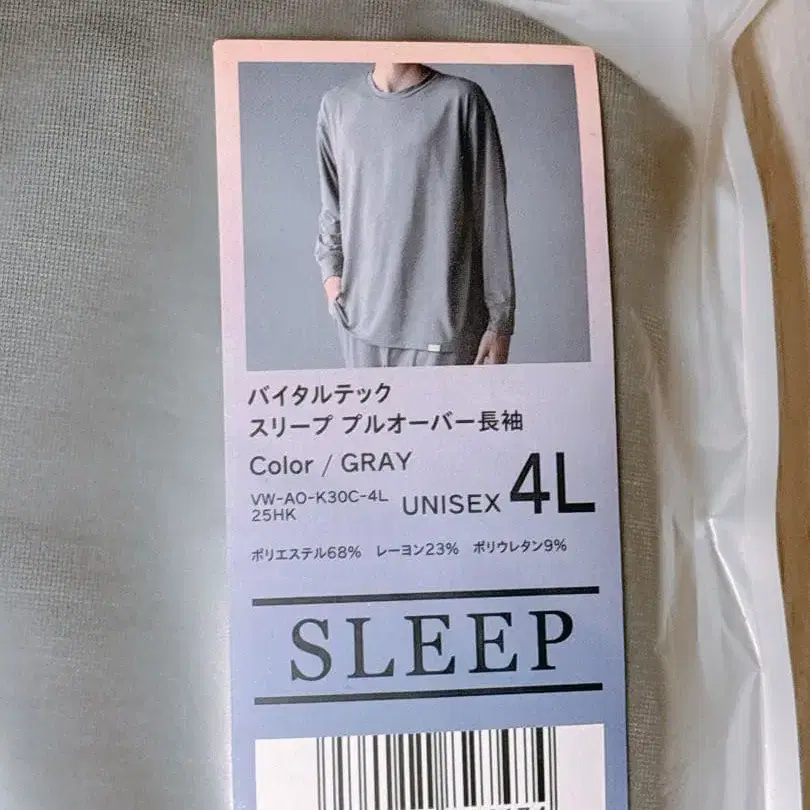 バイタルテック
スリープ プルオーバー長袖
Color / GRAY
VW-AO-K30C-4L
25HK
UNISEX 4L
ポリエステル68% レーヨン23% ポリウレタン9%
SLEEP